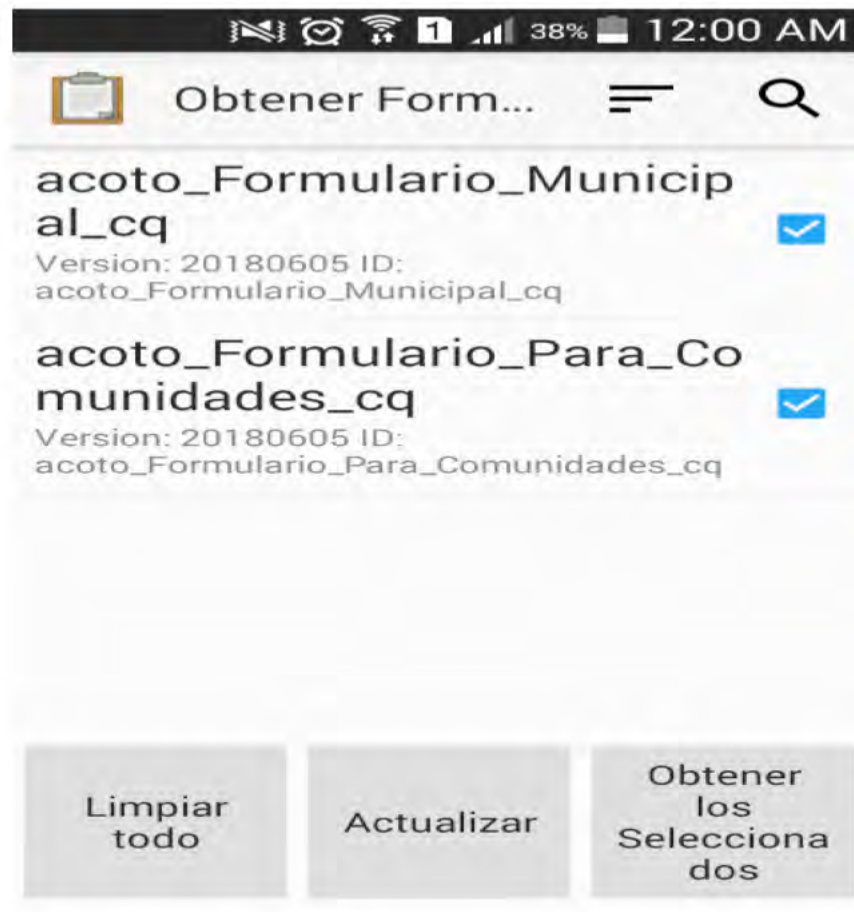 1 38% 12:00 AM
Obtener Form...
acoto_Formulario_Municip
al_cq
Version: 20180605 ID:
acoto_Formulario_Municipal_cq
acoto_Formulario_Para_Co
munidades_cq
Version: 20180605 ID:
acoto_Formulario_Para_Comunidades_cq
Limpiar
todo
Actualizar
Obtener
los
Selecciona
dos